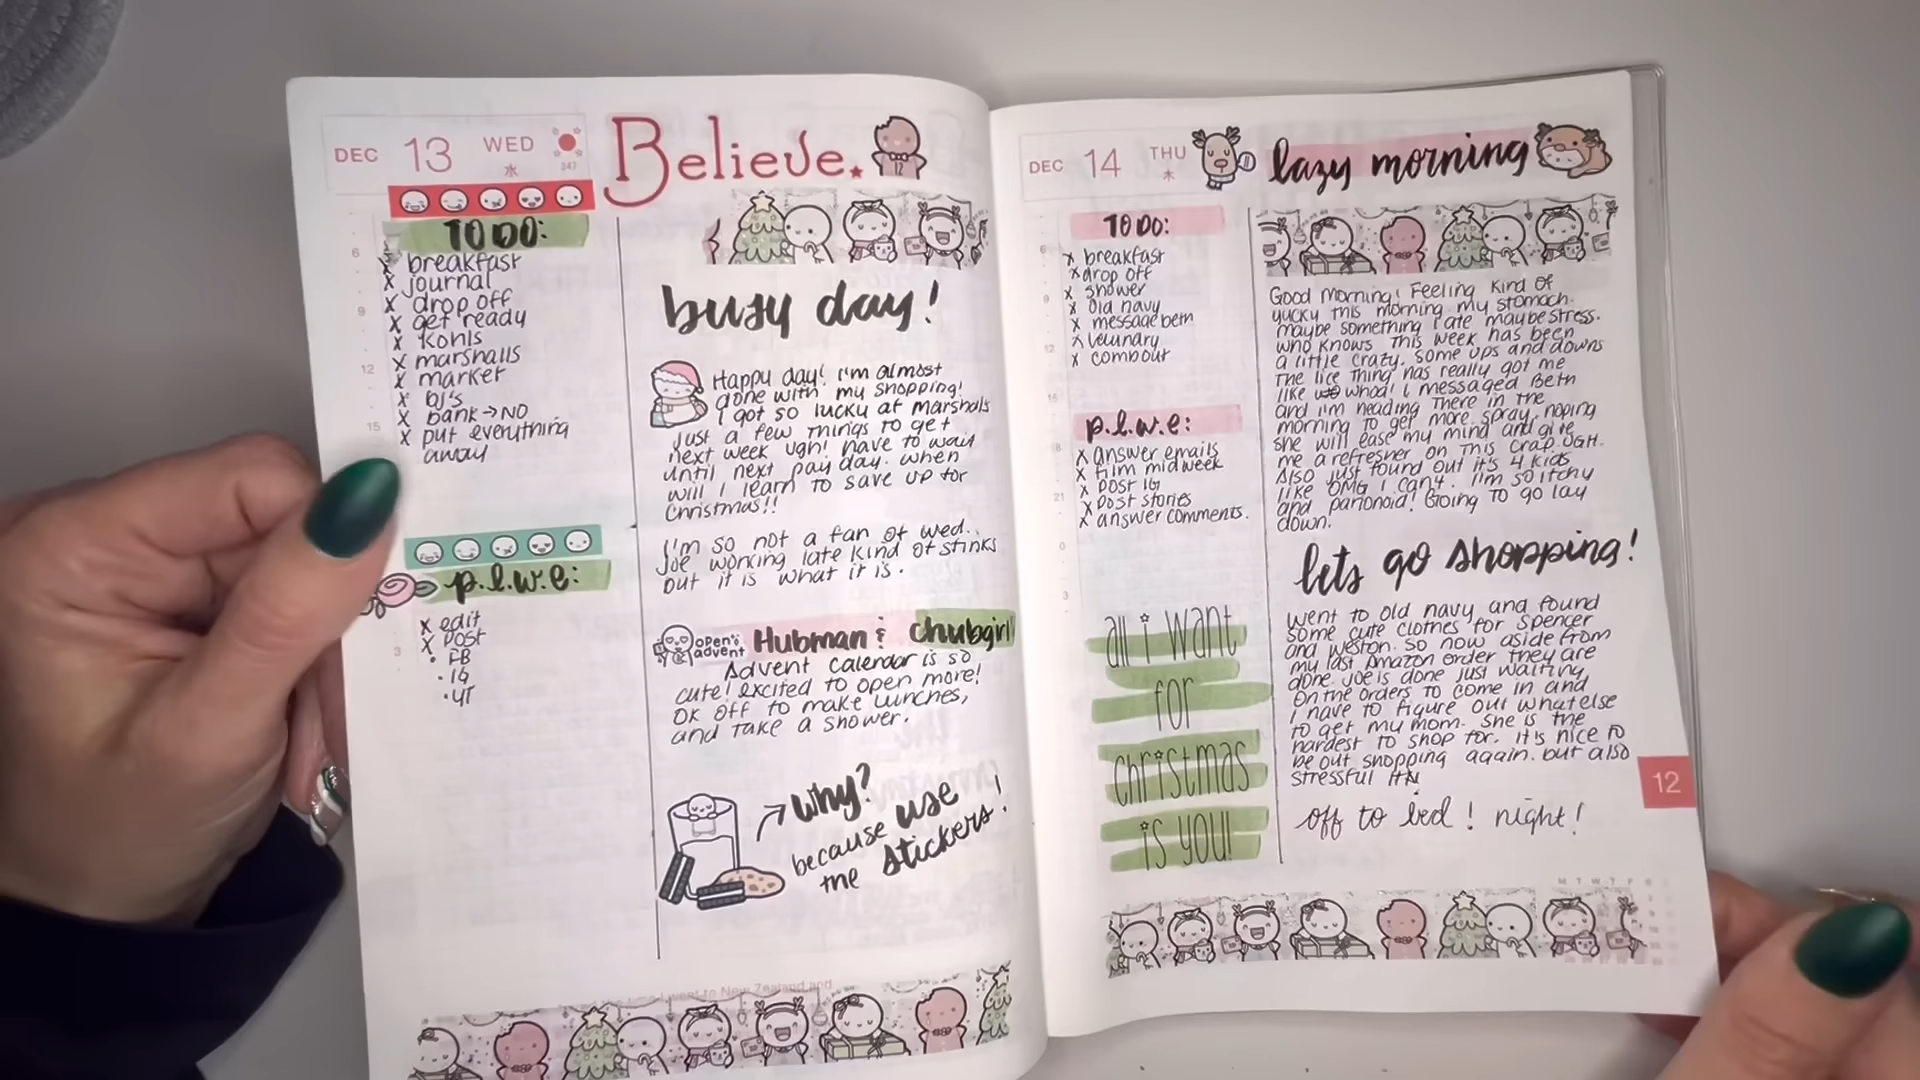 DEC 13 WED
水
347
Believe.
12
TO DO:
x breakfast
x journal
x drop off
x get ready
x kohls
x marshalls
x market
x bj's
x bank → NO
x put everything
away
p.l.w.e:
x edit
x post
• FB
• IG
• YT
busy day!
Happy day! I'm almost
done with my shopping!
I got so lucky at marshals
just a few things to get
next week ugh! have to wait
until next pay day. when
will I learn to save up for
Christmas!!
I'm so not a fan of wed..
Joe working late kind of stinks
but it is what it is.
open's
advent
Hubman & chubgirl
Advent calendar is so
cute! excited to open more!
OK off to make lunches,
and take a shower.
why?
because use
the stickers!
time I went to New Zealand and
DEC 14 THU
木
lazy morning
TO DO:
x breakfast
x drop off
x shower
x old navy
x message beth
x laundry
x combout
p.l.w.e:
x answer emails
x film midweek
x post IG
x post stories
x answer comments.
all i want
for
christmas
is you!
Good morning! Feeling kind of
yucky this morning my stomach.
maybe something I ate maybe stress.
who knows This week has been
a little crazy. some ups and downs
The lice thing has really got me
like whoa! I messaged Beth
and I'm heading there in the
morning to get more spray. hoping
she will ease my mind and give
me a refresher on this crap. UGH.
Also just found out it's 4 kids
like OMG I can't. I'm so itchy
and parionoid! Going to go lay
down.
lets go shopping!
went to old navy and found
some cute clothes for Spencer
and Weston. So now aside from
my last Amazon order they are
done. Joe is done just waiting
on the orders to come in and
I have to figure out what else
to get my mom. She is the
hardest to shop for. it's nice to
be out shopping again. but also
stressful
off to bed! night!
12
M T W T F S